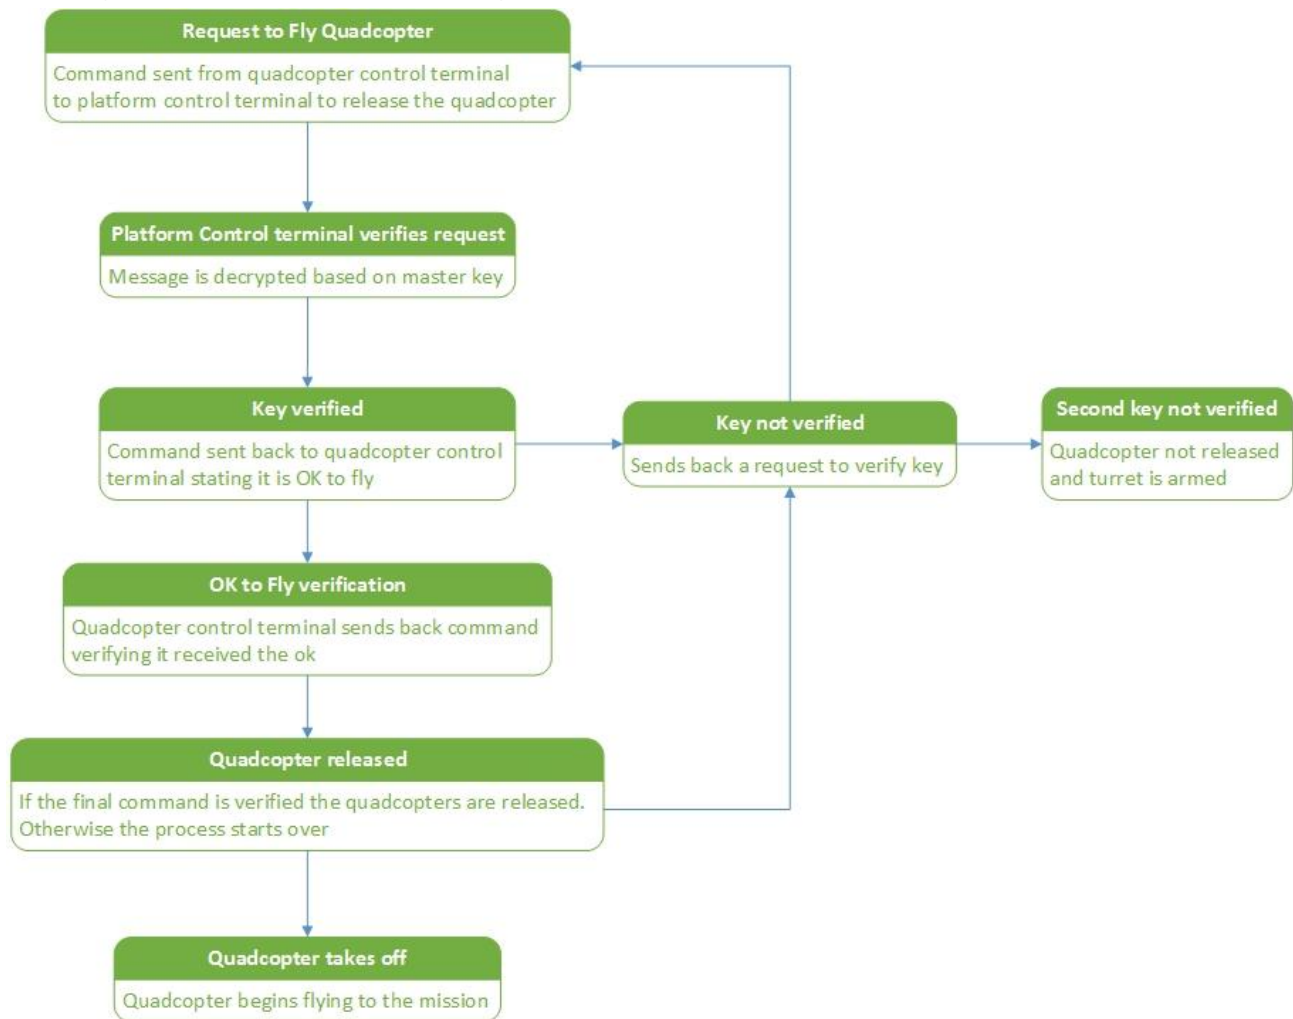 Request to Fly Quadcopter
Command sent from quadcopter control terminal
to platform control terminal to release the quadcopter
Platform Control terminal verifies request
Message is decrypted based on master key
Key verified
Command sent back to quadcopter control
terminal stating it is OK to fly
Key not verified
Sends back a request to verify key
Second key not verified
Quadcopter not released
and turret is armed
OK to Fly verification
Quadcopter control terminal sends back command
verifying it received the ok
Quadcopter released
If the final command is verified the quadcopters are released.
Otherwise the process starts over
Quadcopter takes off
Quadcopter begins flying to the mission